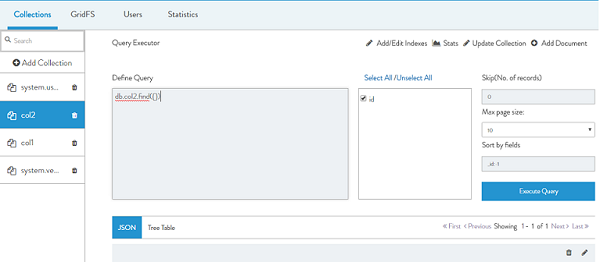 Collections GridFS Users Statistics
Search
Add Collection
system.us...
col2
col1
system.ve...
Query Executor
Add/Edit Indexes Stats Update Collection Add Document
Define Query
db.col2.find({})
Select All /Unselect All
id
Skip(No. of records)
0
Max page size:
10
Sort by fields
_id:-1
Execute Query
JSON Tree Table
« First < Previous Showing 1 - 1 of 1 Next > Last »